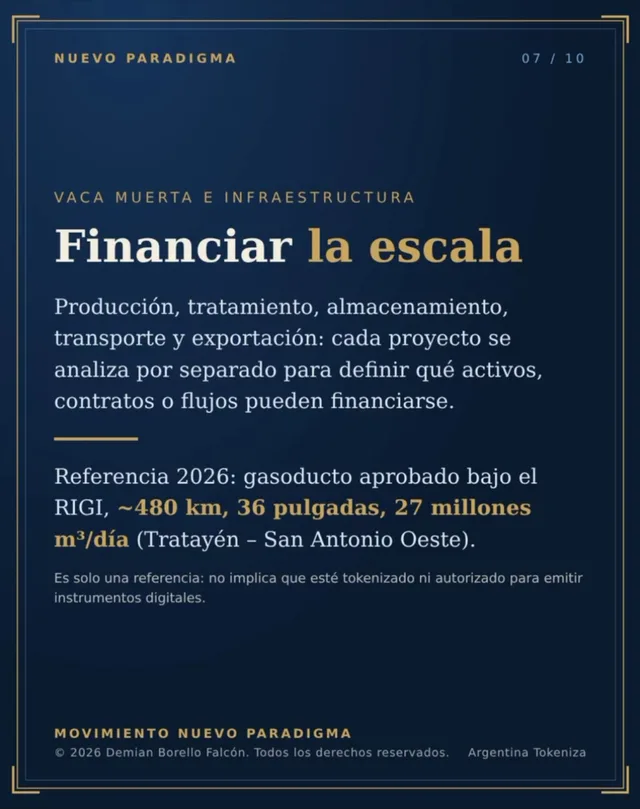 NUEVO PARADIGMA
07 / 10
VACA MUERTA E INFRAESTRUCTURA
Financiar la escala
Producción, tratamiento, almacenamiento,
transporte y exportación: cada proyecto se
analiza por separado para definir qué activos,
contratos o flujos pueden financiarse.
Referencia 2026: gasoducto aprobado bajo el
RIGI, ~480 km, 36 pulgadas, 27 millones
m³/día (Tratayén – San Antonio Oeste).
Es solo una referencia: no implica que esté tokenizado ni autorizado para emitir
instrumentos digitales.
MOVIMIENTO NUEVO PARADIGMA
© 2026 Demian Borello Falcón. Todos los derechos reservados.
Argentina Tokeniza